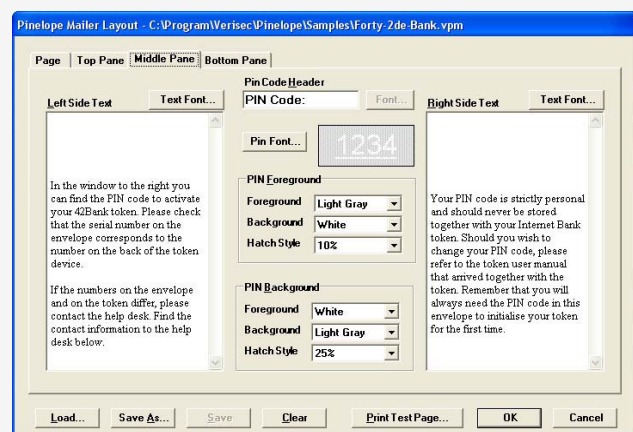 Pinelope Mailer Layout - C:\Program\Verisec\Pinelope\Samples\Forty-2de-Bank.vpm
Page
Top Pane
Middle Pane
Bottom Pane
Left Side Text
Text Font...
In the window to the right you
can find the PIN code to activate
your 42Bank token. Please check
that the serial number on the
envelope corresponds to the
number on the back of the token
device.
If the numbers on the envelope
and on the token differ, please
contact the help desk. Find the
contact information to the help
desk below.
Pin Code Header
PIN Code:
Font...
Pin Font...
1234
PIN Foreground
Foreground Light Gray
Background White
Hatch Style 10%
PIN Background
Foreground White
Background Light Gray
Hatch Style 25%
Right Side Text
Text Font...
Your PIN code is strictly personal
and should never be stored
together with your Internet Bank
token. Should you wish to
change your PIN code, please
refer to the token user manual
that arrived together with the
token. Remember that you will
always need the PIN code in this
envelope to initialise your token
for the first time.
Load...
Save As...
Save
Clear
Print Test Page...
OK
Cancel